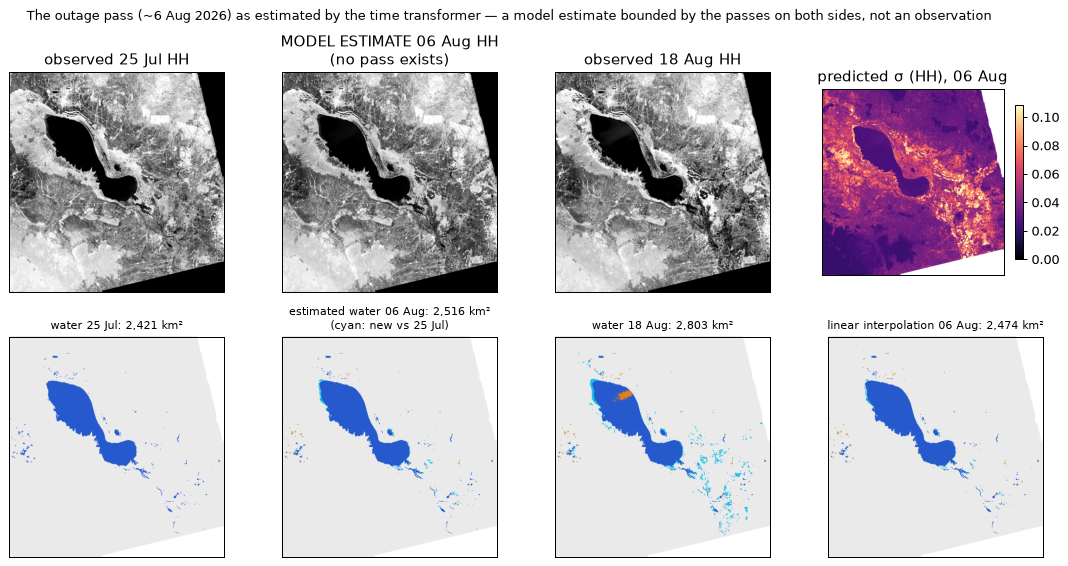 The outage pass (~6 Aug 2026) as estimated by the time transformer — a model estimate bounded by the passes on both sides, not an observation
observed 25 Jul HH
MODEL ESTIMATE 06 Aug HH
(no pass exists)
observed 18 Aug HH
predicted σ (HH), 06 Aug
0.10
0.08
0.06
0.04
0.02
0.00
water 25 Jul: 2,421 km²
estimated water 06 Aug: 2,516 km²
(cyan: new vs 25 Jul)
water 18 Aug: 2,803 km²
linear interpolation 06 Aug: 2,474 km²